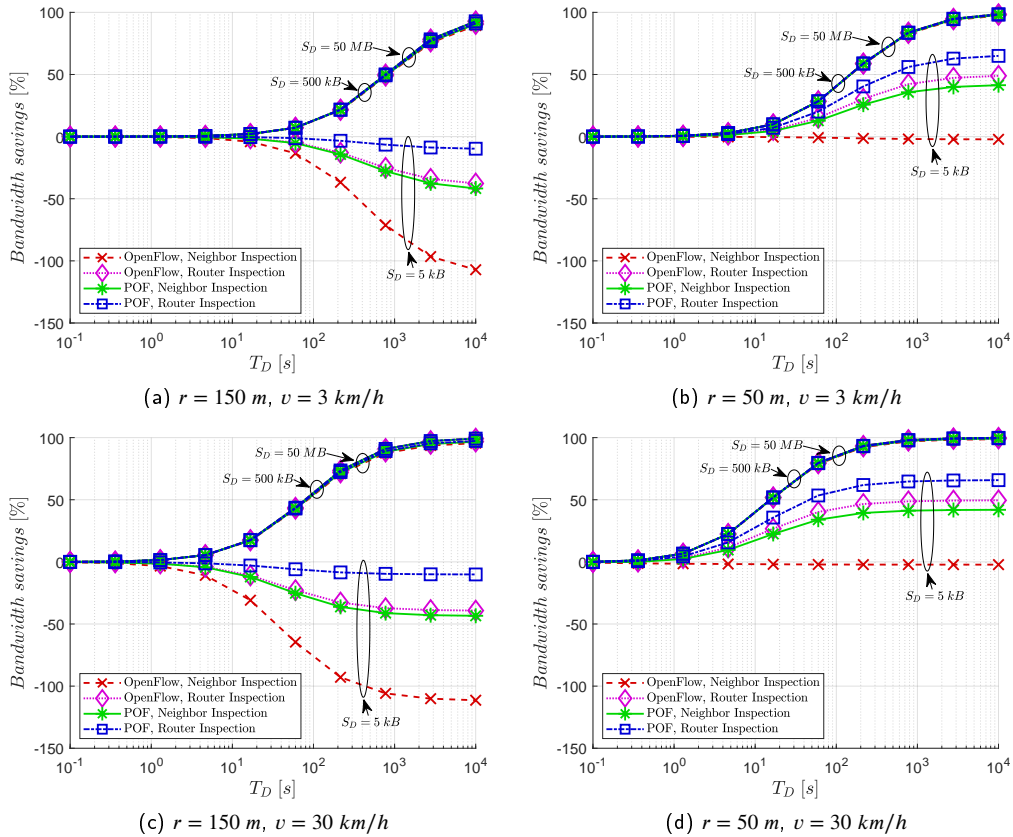 100
50
0
-50
-100
-150
Bandwidth savings [%]
S_D = 50 MB
S_D = 500 kB
S_D = 5 kB
OpenFlow, Neighbor Inspection
OpenFlow, Router Inspection
POF, Neighbor Inspection
POF, Router Inspection
10^-1 10^0 10^1 10^2 10^3 10^4
T_D [s]
(a) r = 150 m, v = 3 km/h
100
50
0
-50
-100
-150
Bandwidth savings [%]
S_D = 50 MB
S_D = 500 kB
S_D = 5 kB
OpenFlow, Neighbor Inspection
OpenFlow, Router Inspection
POF, Neighbor Inspection
POF, Router Inspection
10^-1 10^0 10^1 10^2 10^3 10^4
T_D [s]
(b) r = 50 m, v = 3 km/h
100
50
0
-50
-100
-150
Bandwidth savings [%]
S_D = 50 MB
S_D = 500 kB
S_D = 5 kB
OpenFlow, Neighbor Inspection
OpenFlow, Router Inspection
POF, Neighbor Inspection
POF, Router Inspection
10^-1 10^0 10^1 10^2 10^3 10^4
T_D [s]
(c) r = 150 m, v = 30 km/h
100
50
0
-50
-100
-150
Bandwidth savings [%]
S_D = 50 MB
S_D = 500 kB
S_D = 5 kB
OpenFlow, Neighbor Inspection
OpenFlow, Router Inspection
POF, Neighbor Inspection
POF, Router Inspection
10^-1 10^0 10^1 10^2 10^3 10^4
T_D [s]
(d) r = 50 m, v = 30 km/h